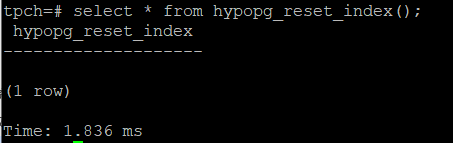 tpch=# select * from hypopg_reset_index();
 hypopg_reset_index
--------------------

(1 row)

Time: 1.836 ms